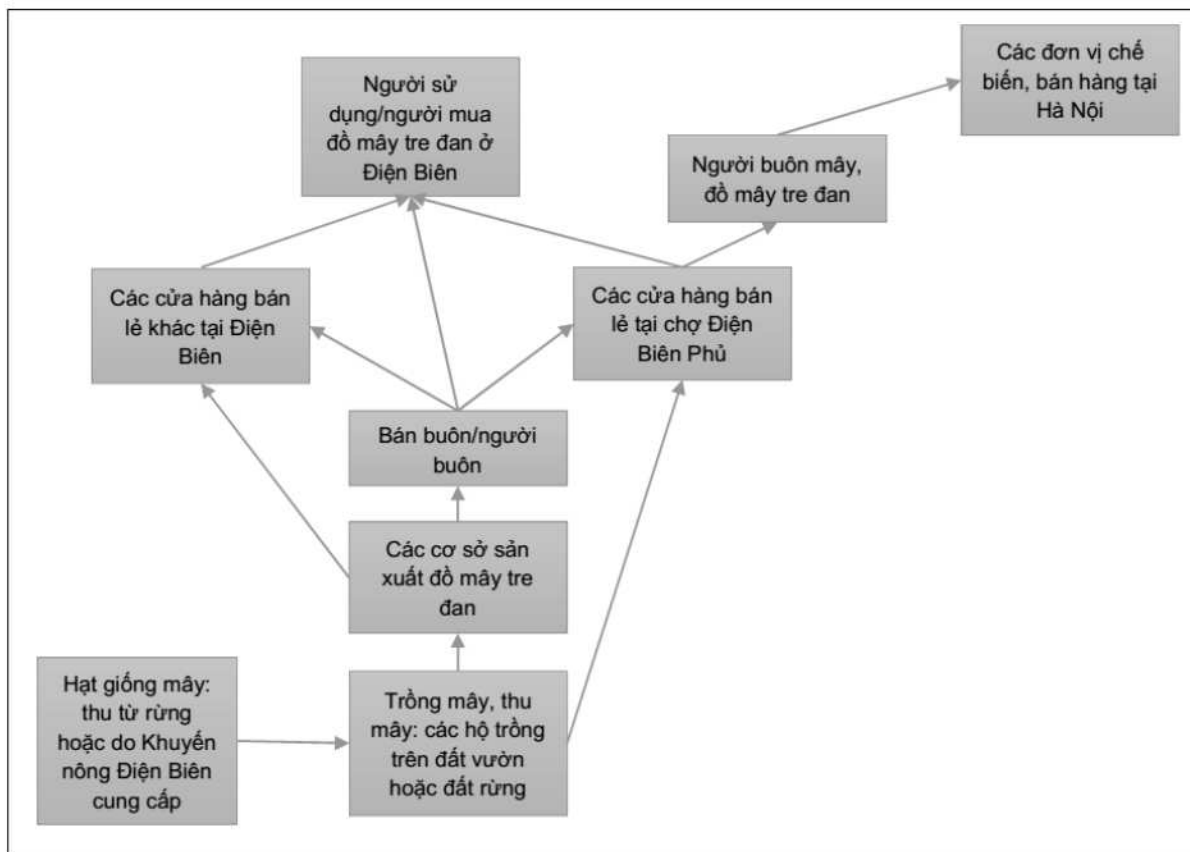 Các đơn vị chế
biến, bán hàng tại
Hà Nội
Người sử
dụng/người mua
đồ mây tre đan ở
Điện Biên
Người buôn mây,
đồ mây tre đan
Các cửa hàng bán
lẻ khác tại Điện
Biên
Các cửa hàng bán
lẻ tại chợ Điện
Biên Phủ
Bán buôn/người
buôn
Các cơ sở sản
xuất đồ mây tre
đan
Hạt giống mây:
thu từ rừng
hoặc do Khuyến
nông Điện Biên
cung cấp
Trồng mây, thu
mây: các hộ trồng
trên đất vườn
hoặc đất rừng